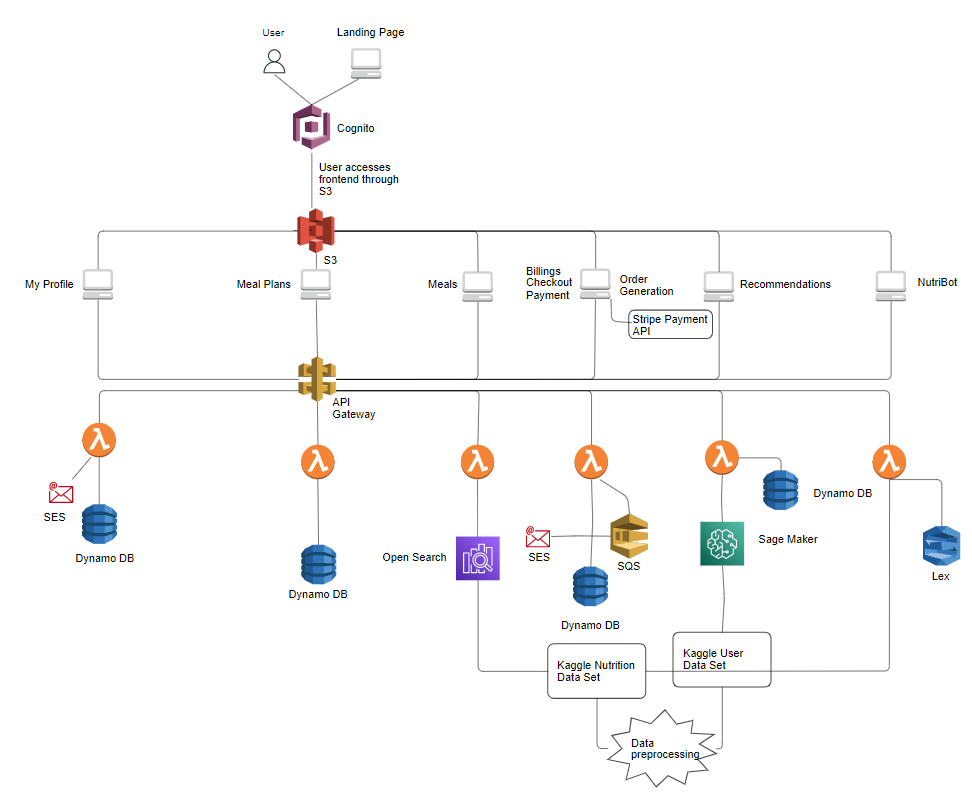 User
Landing Page
Cognito
User accesses
frontend through
S3
S3
My Profile
Meal Plans
Meals
Billings
Checkout
Payment
Order
Generation
Recommendations
NutriBot
Stripe Payment
API
API
Gateway
λ
λ
λ
λ
λ
λ
@
SES
Dynamo DB
Dynamo DB
Open Search
@
SES
SQS
Dynamo DB
Dynamo DB
Sage Maker
Lex
Kaggle Nutrition
Data Set
Kaggle User
Data Set
Data
preprocessing